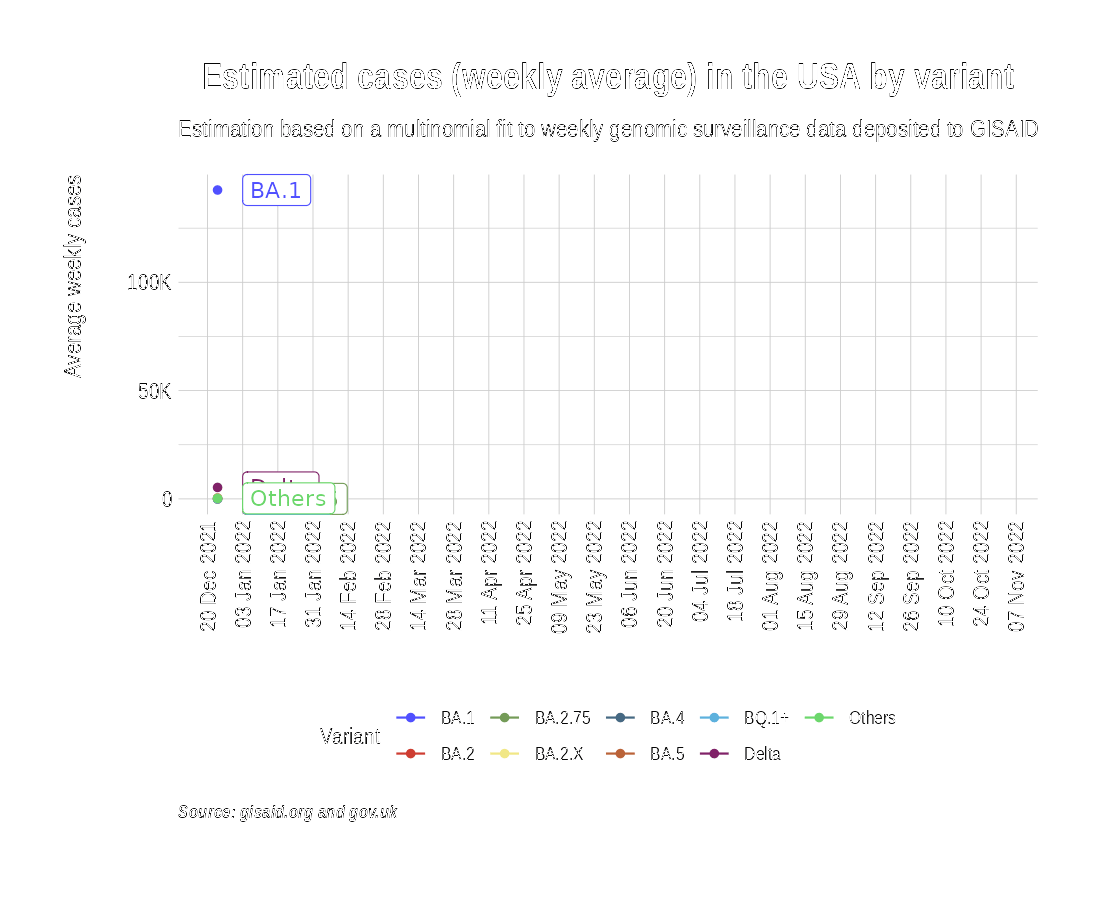 Estimated cases (weekly average) in the USA by variant
Estimation based on a multinomial fit to weekly genomic surveillance data deposited to GISAID
Average weekly cases
BA.1
100K
50K
0
Delta
Others
20 Dec 2021
03 Jan 2022
17 Jan 2022
31 Jan 2022
14 Feb 2022
28 Feb 2022
14 Mar 2022
28 Mar 2022
11 Apr 2022
25 Apr 2022
09 May 2022
23 May 2022
06 Jun 2022
20 Jun 2022
04 Jul 2022
18 Jul 2022
01 Aug 2022
15 Aug 2022
29 Aug 2022
12 Sep 2022
26 Sep 2022
10 Oct 2022
24 Oct 2022
07 Nov 2022
Variant
BA.1 BA.2.75 BA.4 BQ.1+ Others
BA.2 BA.2.X BA.5 Delta
Source: gisaid.org and gov.uk